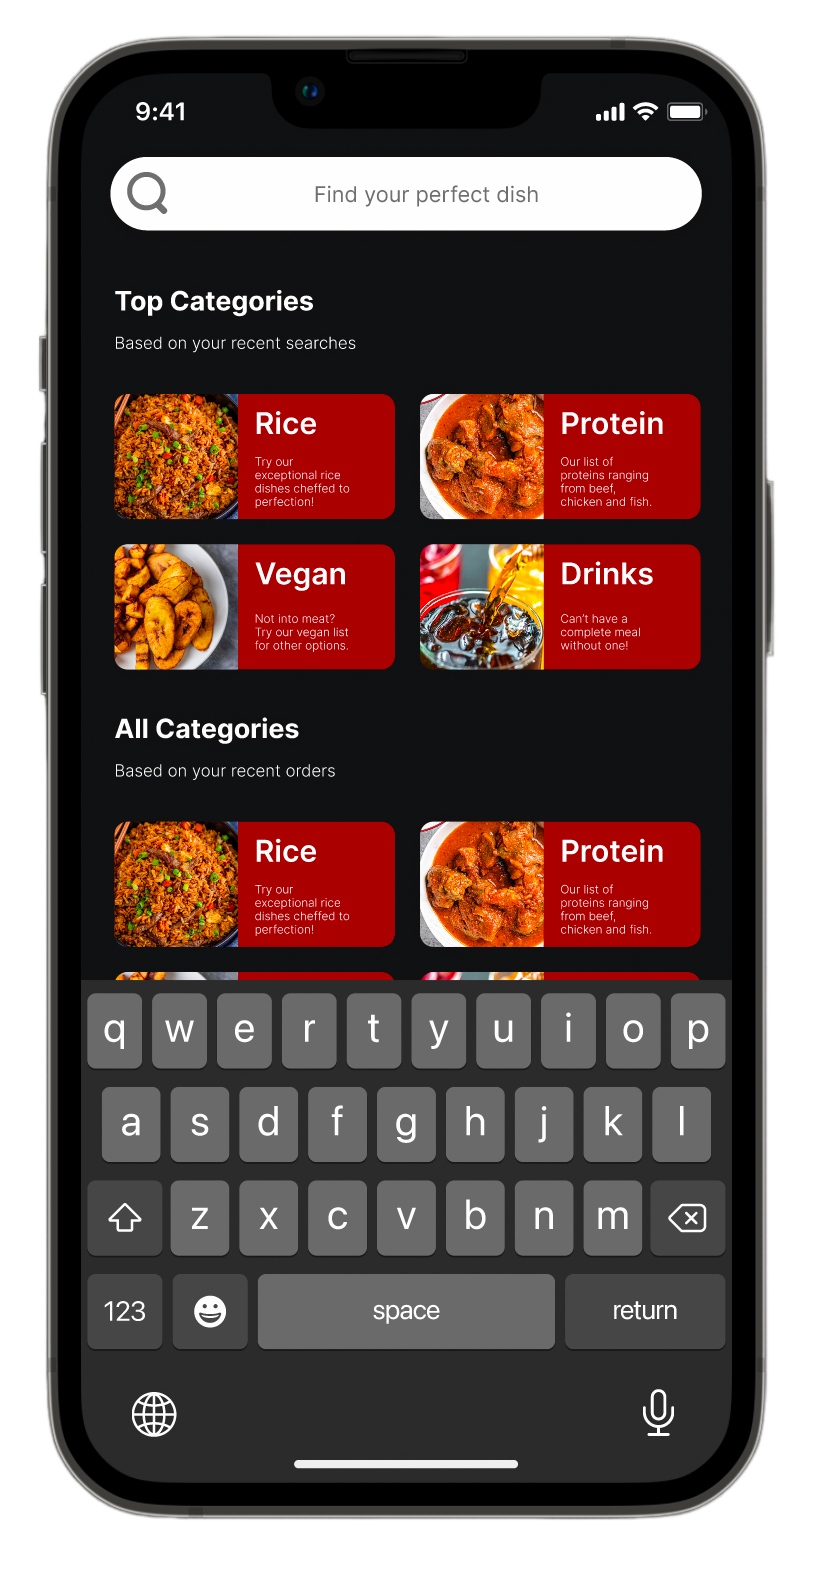 9:41
Find your perfect dish
Top Categories
Based on your recent searches
Rice
Try our
exceptional rice
dishes cheffed to
perfection!
Protein
Our list of
proteins ranging
from beef,
chicken and fish.
Vegan
Not into meat?
Try our vegan list
for other options.
Drinks
Can't have a
complete meal
without one!
All Categories
Based on your recent orders
Rice
Try our
exceptional rice
dishes cheffed to
perfection!
Protein
Our list of
proteins ranging
from beef,
chicken and fish.
q w e r t y u i o p
a s d f g h j k l
z x c v b n m
123 space return